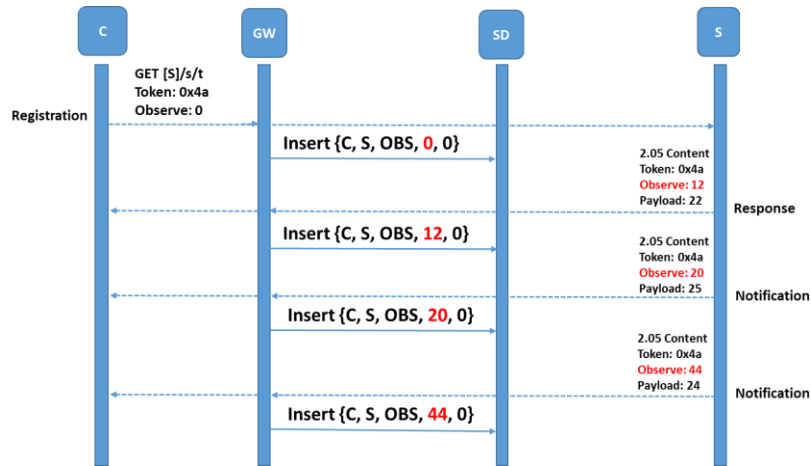 C
GW
SD
S
GET [S]/s/t
Token: 0x4a
Observe: 0
Registration
Insert {C, S, OBS, 0, 0}
2.05 Content
Token: 0x4a
Observe: 12
Payload: 22
Response
Insert {C, S, OBS, 12, 0}
2.05 Content
Token: 0x4a
Observe: 20
Payload: 25
Notification
Insert {C, S, OBS, 20, 0}
2.05 Content
Token: 0x4a
Observe: 44
Payload: 24
Notification
Insert {C, S, OBS, 44, 0}